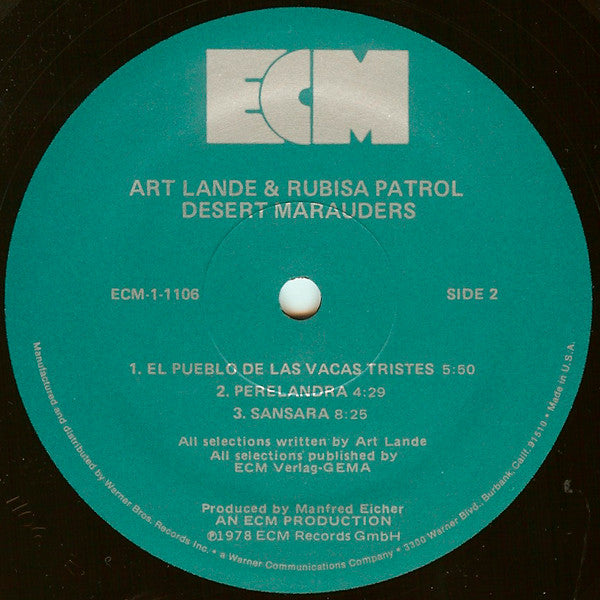 ECM
ART LANDE & RUBISA PATROL
DESERT MARAUDERS
ECM-1-1106
SIDE 2
1. EL PUEBLO DE LAS VACAS TRISTES 5:50
2. PERELANDRA 4:29
3. SANSARA 8:25
All selections written by Art Lande
All selections published by
ECM Verlag-GEMA
Produced by Manfred Eicher
AN ECM PRODUCTION
℗1978 ECM Records GmbH
Manufactured and distributed by Warner Bros. Records Inc. • a Warner Communications Company • 3300 Warner Blvd., Burbank, Calif. 91510 • Made in U.S.A.